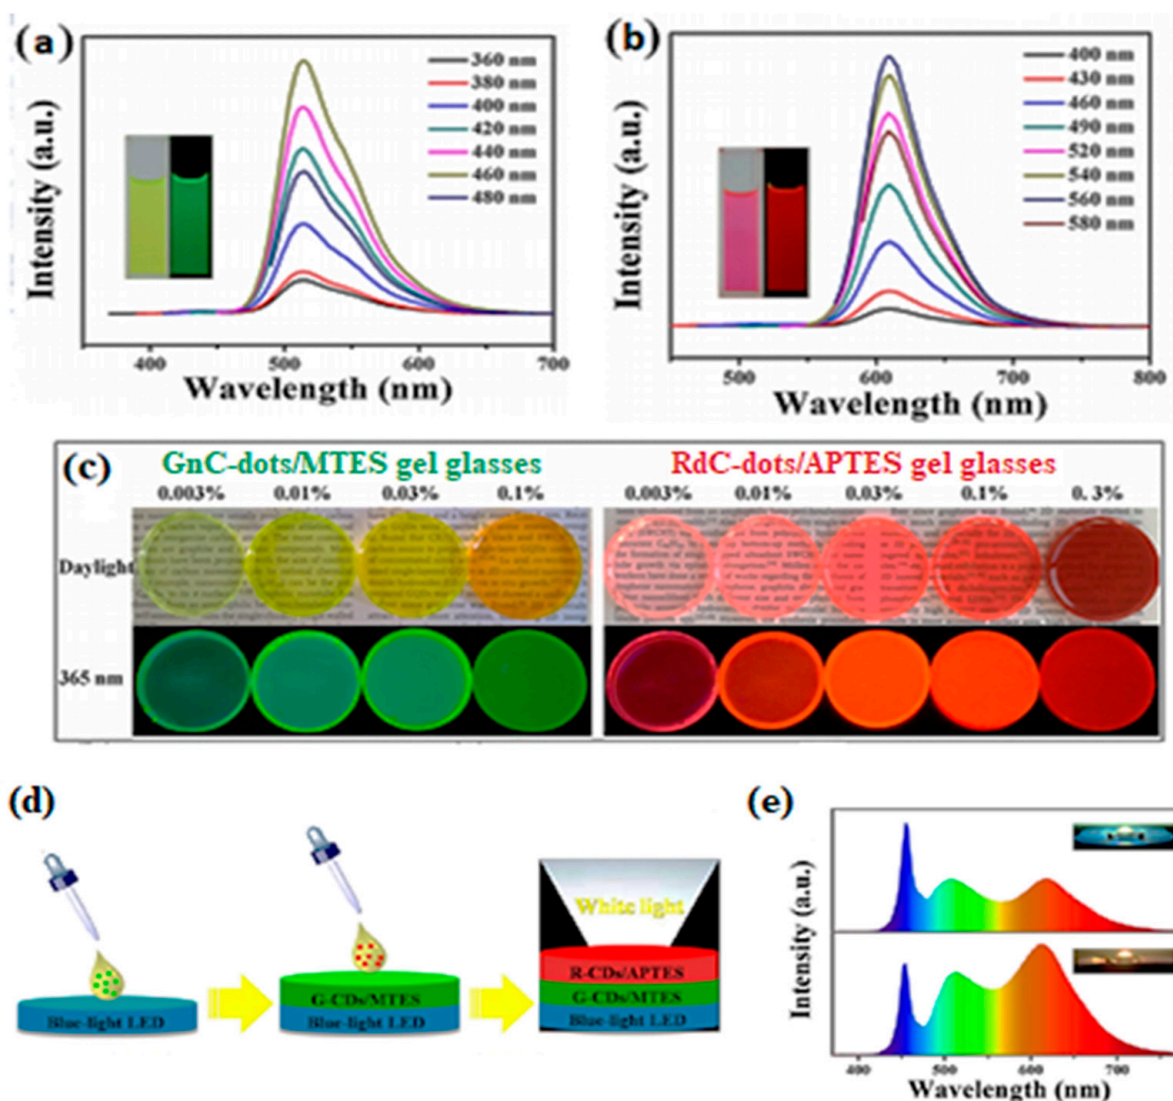 (a)
360 nm
380 nm
400 nm
420 nm
440 nm
460 nm
480 nm
Intensity (a.u.)
400 500 600 700
Wavelength (nm)
(b)
400 nm
430 nm
460 nm
490 nm
520 nm
540 nm
560 nm
580 nm
Intensity (a.u.)
500 600 700 800
Wavelength (nm)
(c)
GnC-dots/MTES gel glasses
RdC-dots/APTES gel glasses
0.003% 0.01% 0.03% 0.1%
0.003% 0.01% 0.03% 0.1% 0.3%
Daylight
365 nm
(d)
Blue-light LED
G-CDs/MTES
Blue-light LED
White light
R-CDs/APTES
G-CDs/MTES
Blue-light LED
(e)
Intensity (a.u.)
Intensity (a.u.)
400 500 600 700
Wavelength (nm)